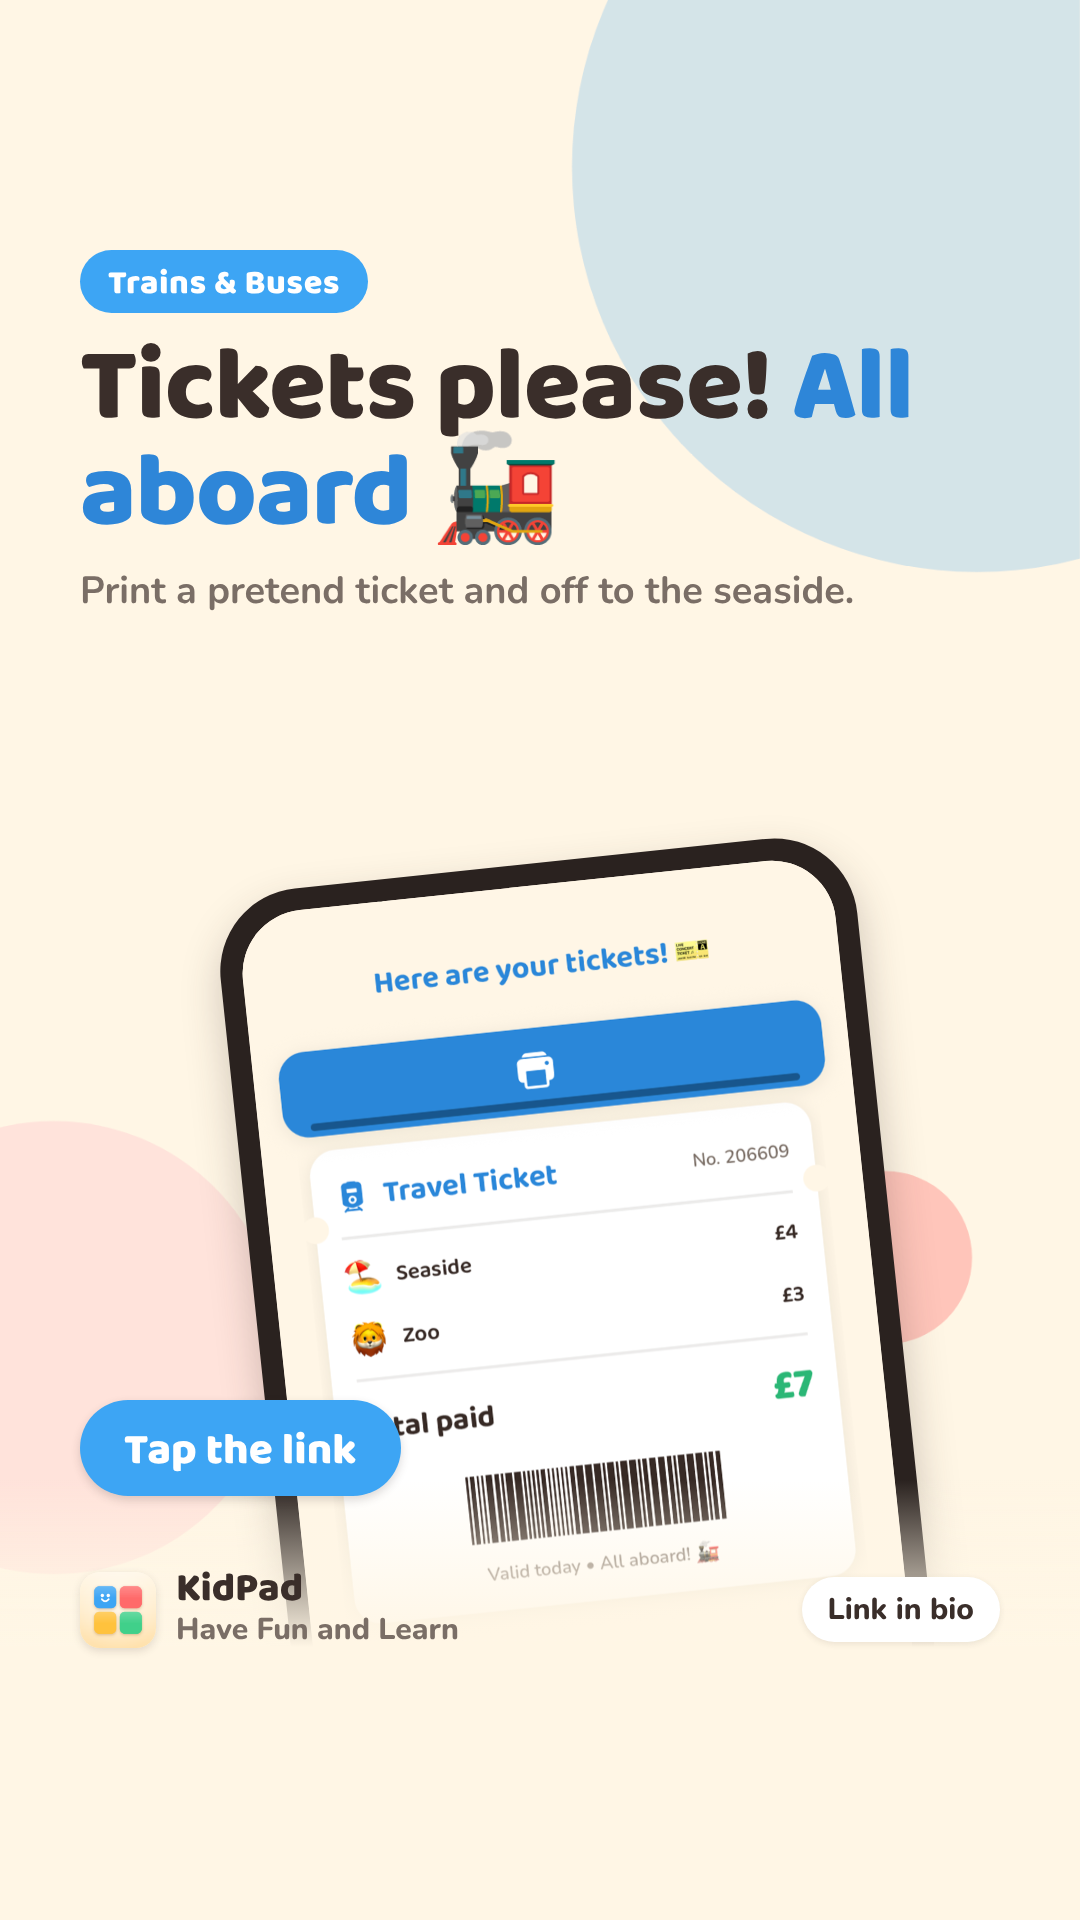 Trains & Buses
Tickets please! All
aboard
Print a pretend ticket and off to the seaside.
Here are your tickets!
Travel Ticket
No. 206609
Seaside
£4
Zoo
£3
tal paid
£7
Tap the link
Valid today • All aboard!
KidPad
Have Fun and Learn
Link in bio